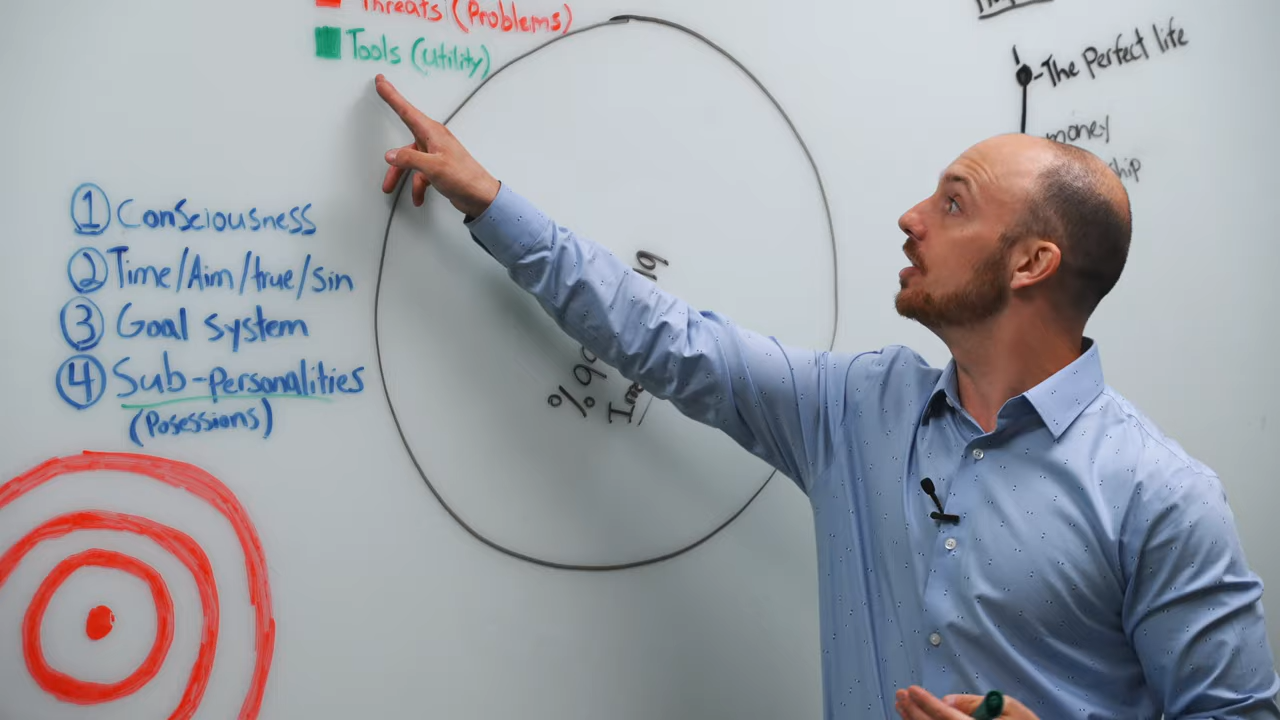 Threats (Problems)
Tools (Utility)
① Consciousness
② Time/Aim/true/sin
③ Goal system
④ Sub-personalities
(Posessions)
-The Perfect life
money